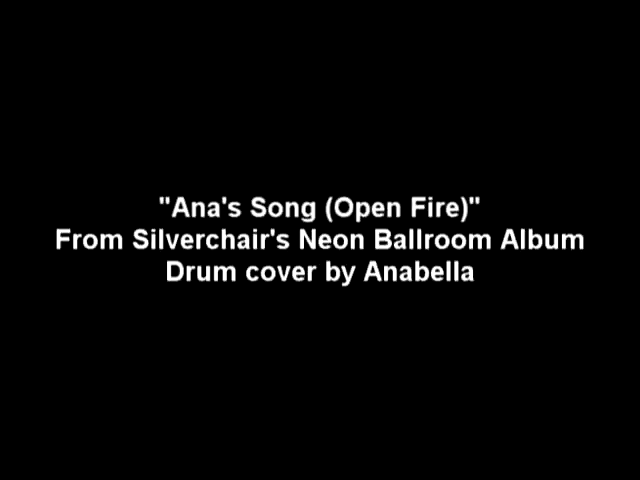 "Ana's Song (Open Fire)"
From Silverchair's Neon Ballroom Album
Drum cover by Anabella